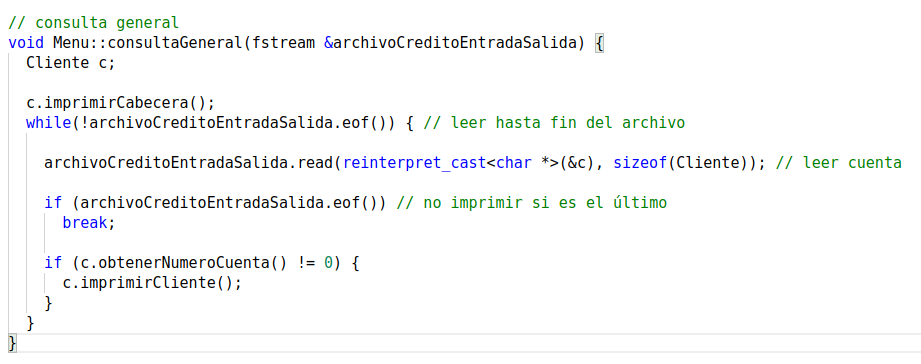 // consulta general
void Menu::consultaGeneral(fstream &archivoCreditoEntradaSalida) {
  Cliente c;

  c.imprimirCabecera();
  while(!archivoCreditoEntradaSalida.eof()) { // leer hasta fin del archivo

    archivoCreditoEntradaSalida.read(reinterpret_cast<char *>(&c), sizeof(Cliente)); // leer cuenta

    if (archivoCreditoEntradaSalida.eof()) // no imprimir si es el último
      break;

    if (c.obtenerNumeroCuenta() != 0) {
      c.imprimirCliente();
    }
  }
}